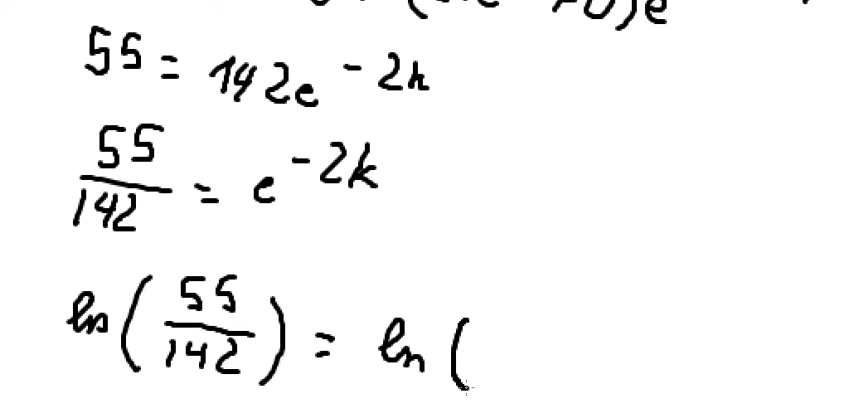 55 = 142e^{-2k}
55/142 = e^{-2k}
ln(55/142) = ln(